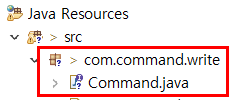 Java Resources
src
com.command.write
Command.java